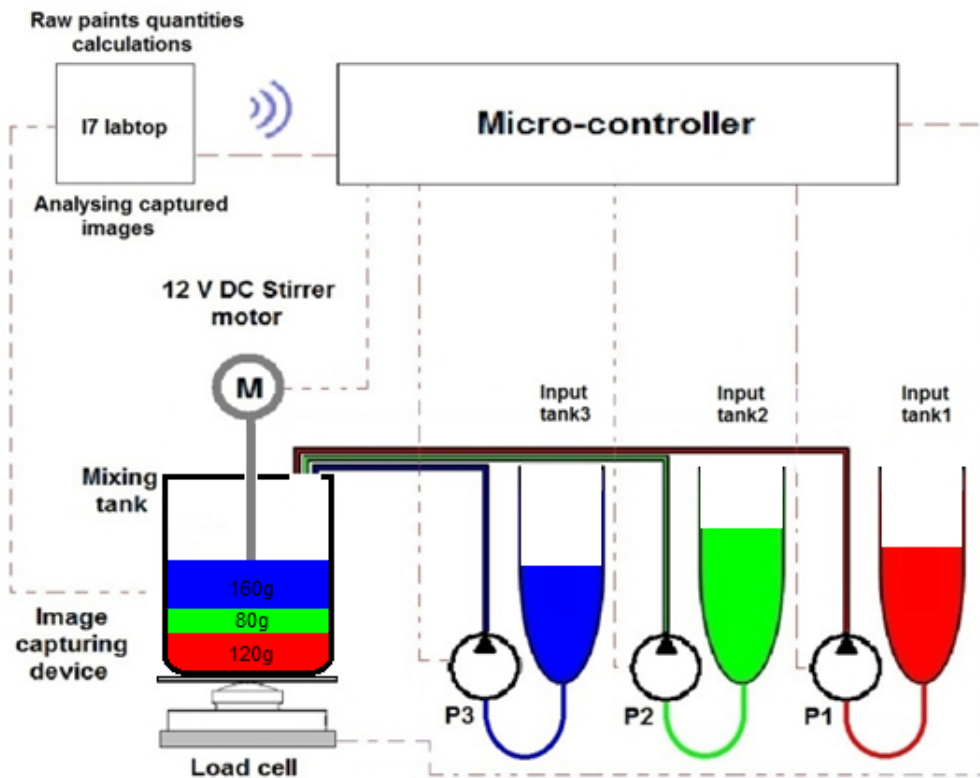 Raw paints quantities
calculations
I7 labtop
Micro-controller
Analysing captured
images
12 V DC Stirrer
motor
M
Input
tank3
Input
tank2
Input
tank1
Mixing
tank
160g
80g
120g
Image
capturing
device
P3
P2
P1
Load cell